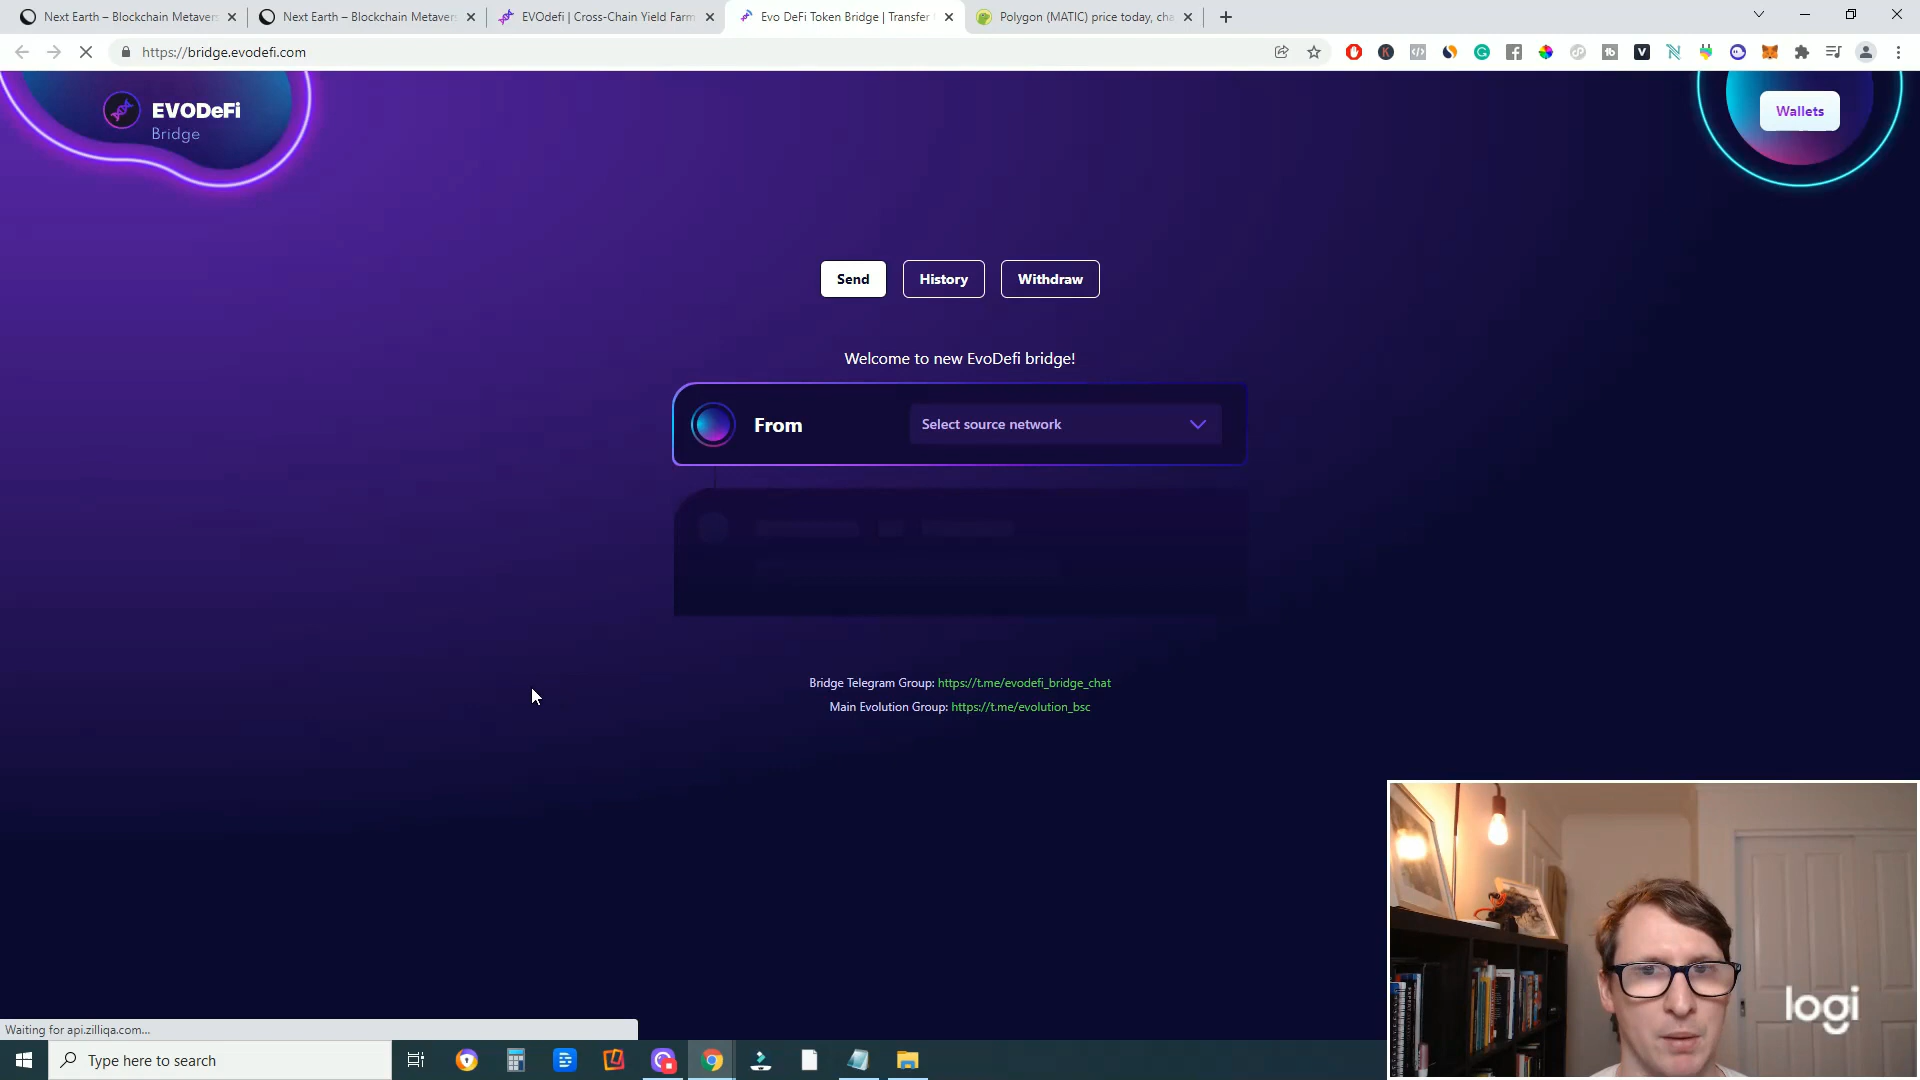 Next Earth – Blockchain Metavers
Next Earth – Blockchain Metavers
EVOdefi | Cross-Chain Yield Farm
Evo DeFi Token Bridge | Transfer
Polygon (MATIC) price today, cha
https://bridge.evodefi.com
EVODeFi
Bridge
Wallets
Send
History
Withdraw
Welcome to new EvoDefi bridge!
From
Select source network
Bridge Telegram Group: https://t.me/evodefi_bridge_chat
Main Evolution Group: https://t.me/evolution_bsc
logi
Waiting for api.zilliqa.com...
Type here to search